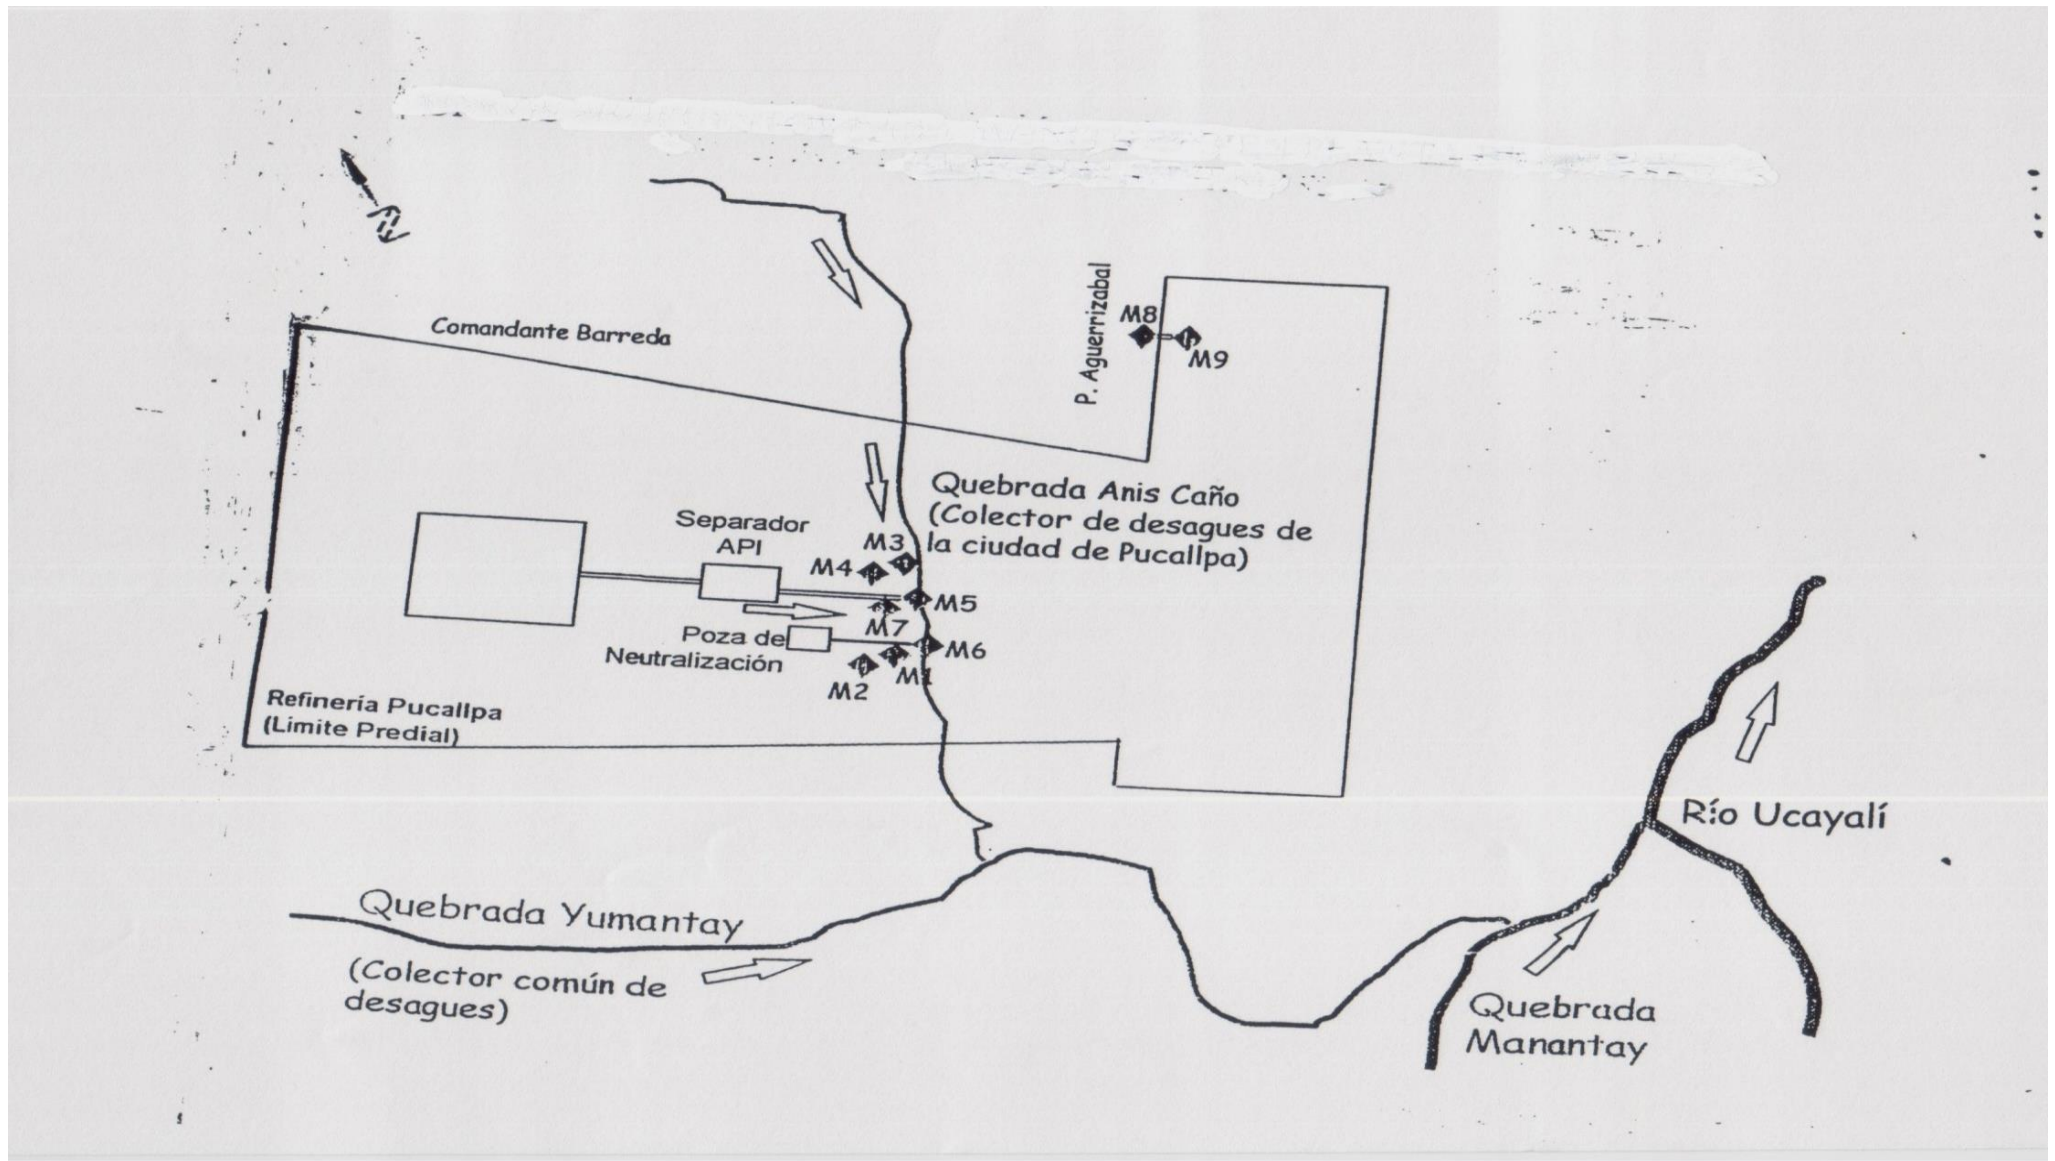 N
Comandante Barreda
P. Aguerrizabal
M8
M9
Quebrada Anis Caño
(Colector de desagues de
la ciudad de Pucallpa)
Separador
API
M3
M4
M5
M7
Poza de
Neutralización
M6
M1
M2
Refinería Pucallpa
(Limite Predial)
Río Ucayalí
Quebrada Yumantay
(Colector común de
desagues)
Quebrada
Manantay